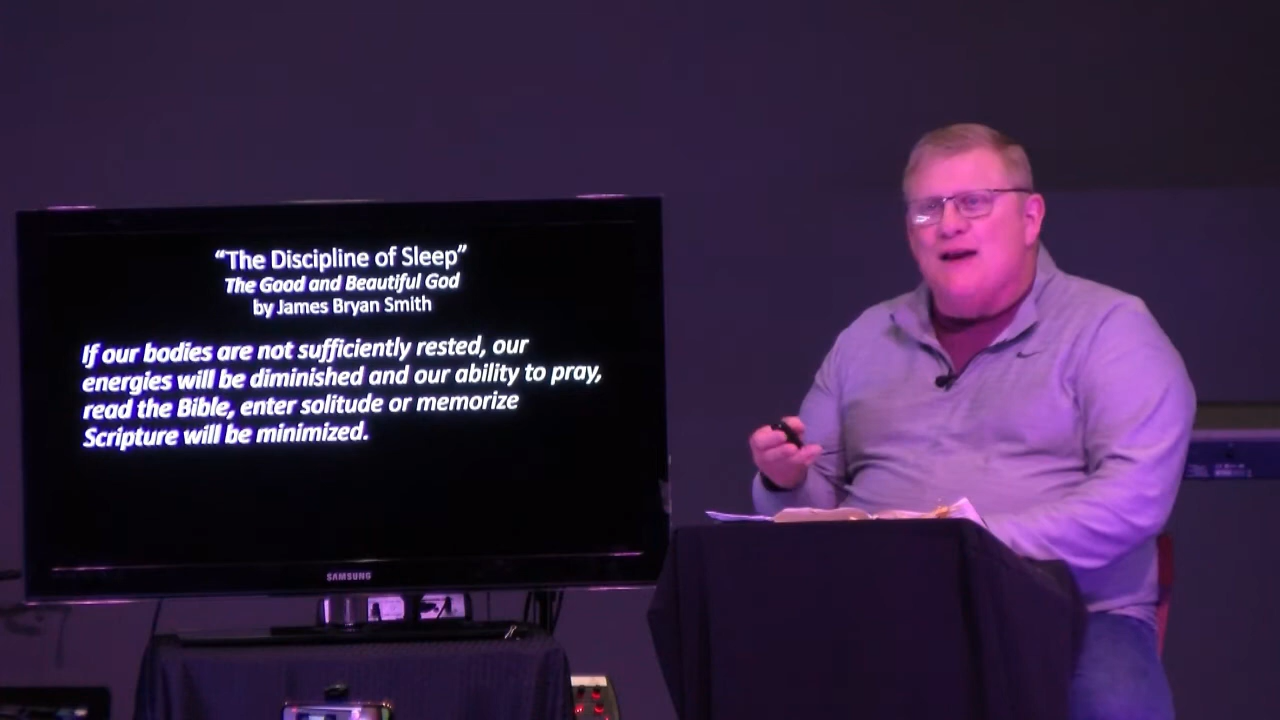 “The Discipline of Sleep”
The Good and Beautiful God
by James Bryan Smith
If our bodies are not sufficiently rested, our
energies will be diminished and our ability to pray,
read the Bible, enter solitude or memorize
Scripture will be minimized.
SAMSUNG